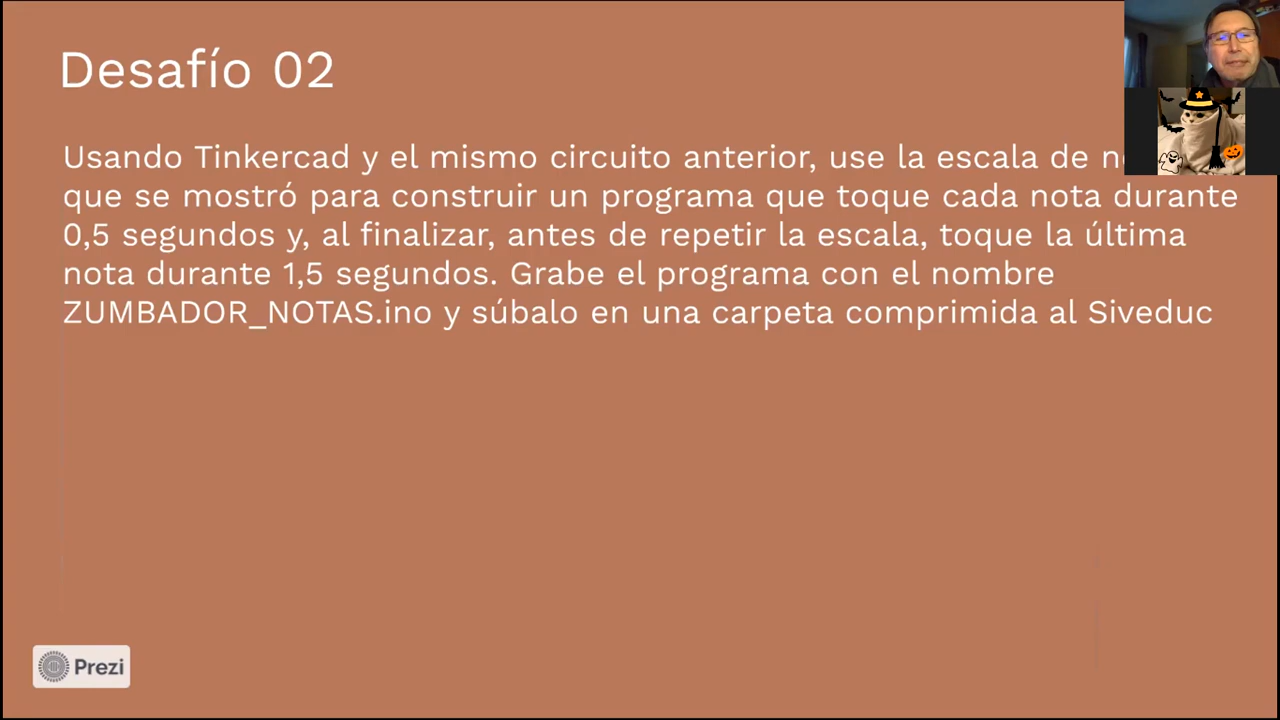 Desafío 02
Usando Tinkercad y el mismo circuito anterior, use la escala de
que se mostró para construir un programa que toque cada nota durante
0,5 segundos y, al finalizar, antes de repetir la escala, toque la última
nota durante 1,5 segundos. Grabe el programa con el nombre
ZUMBADOR_NOTAS.ino y súbalo en una carpeta comprimida al Siveduc
Prezi